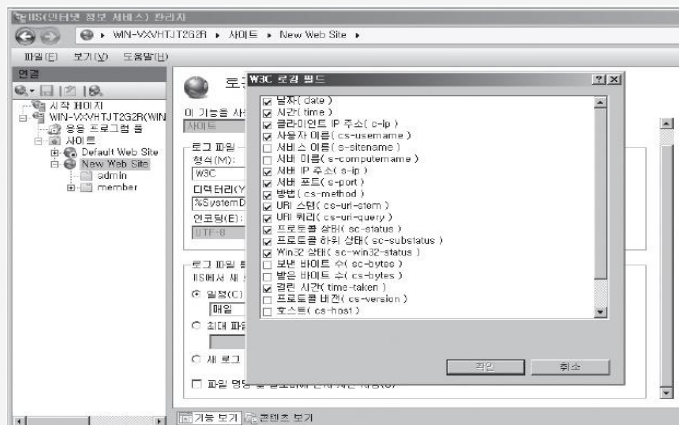 IIS(인터넷 정보 서비스) 관리자
WIN-VXVHTJT2G2R ▸ 사이트 ▸ New Web Site ▸
파일(F) 보기(V) 도움말(H)
연결
시작 페이지
WIN-VXVHTJT2G2R(WIN
응용 프로그램 풀
사이트
Default Web Site
New Web Site
admin
member
로깅
이 기능을 사
사이트
로그 파일
형식(M):
W3C
디렉터리(Y
%SystemD
인코딩(E):
UTF-8
로그 파일 롤
IIS에서 새
일정(C)
매일
최대 파일
새 로그
기능 보기 콘텐츠 보기
W3C 로깅 필드
날짜( date )
시간( time )
클라이언트 IP 주소( c-ip )
사용자 이름( cs-username )
서비스 이름( s-sitename )
서버 이름( s-computername )
서버 IP 주소( s-ip )
서버 포트( s-port )
방법( cs-method )
URI 스템( cs-uri-stem )
URI 쿼리( cs-uri-query )
프로토콜 상태( sc-status )
프로토콜 하위 상태( sc-substatus )
Win32 상태( sc-win32-status )
보낸 바이트 수( sc-bytes )
받은 바이트 수( cs-bytes )
걸린 시간( time-taken )
프로토콜 버전( cs-version )
호스트( cs-host )
확인 취소